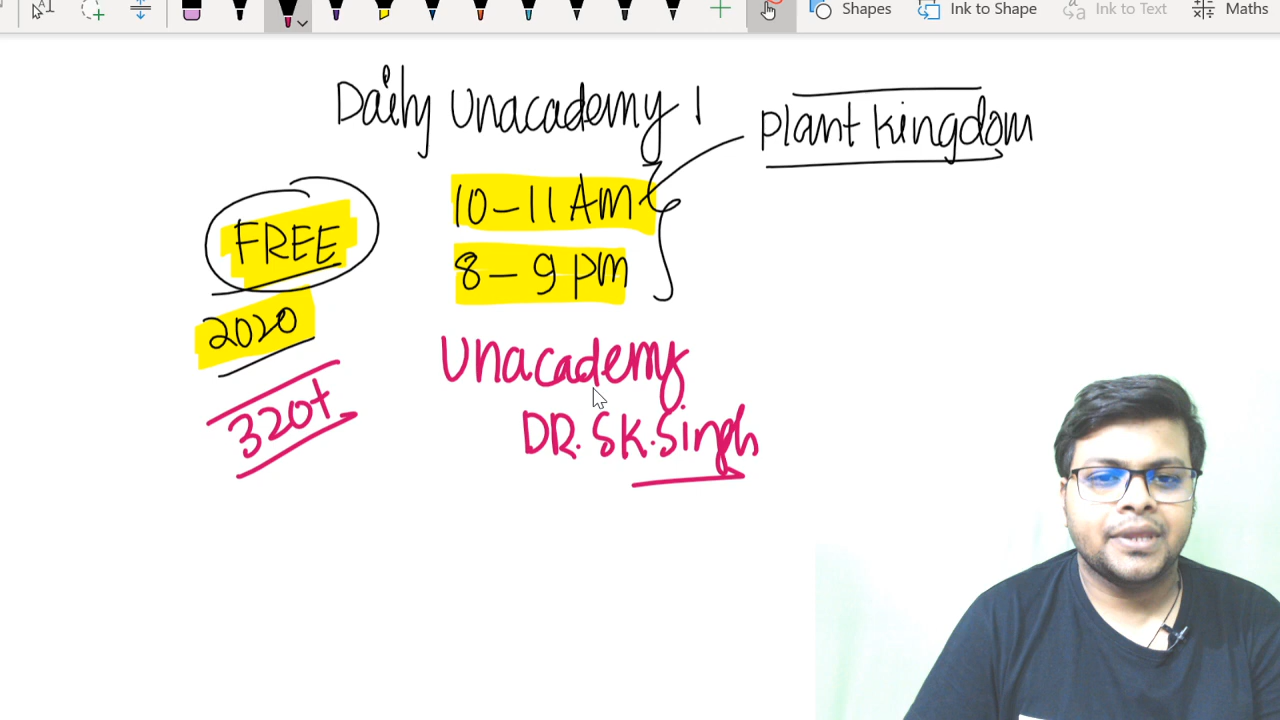 Shapes
Ink to Shape
Ink to Text
Maths
Daily Unacademy !
Plant Kingdom
10-11 Am
8-9 pm
FREE
2020
320+
Unacademy
DR. SK. Singh